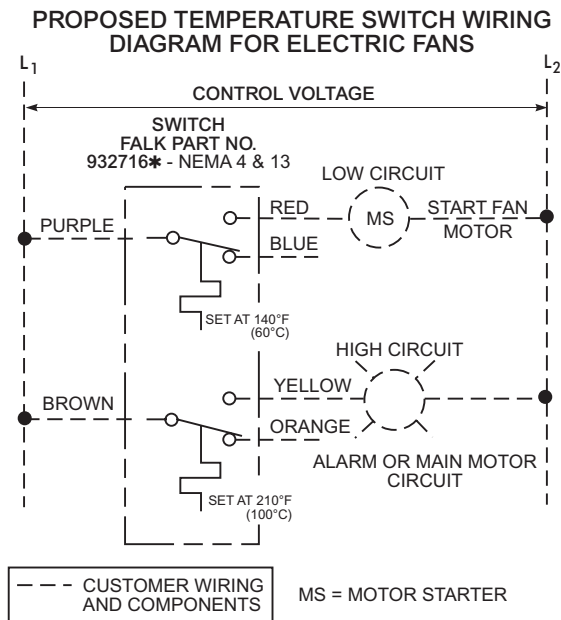 PROPOSED TEMPERATURE SWITCH WIRING
DIAGRAM FOR ELECTRIC FANS
L1
L2
CONTROL VOLTAGE
SWITCH
FALK PART NO.
932716✱ - NEMA 4 & 13
LOW CIRCUIT
PURPLE
RED
MS
START FAN
MOTOR
BLUE
SET AT 140°F
(60°C)
HIGH CIRCUIT
YELLOW
BROWN
ORANGE
ALARM OR MAIN MOTOR
CIRCUIT
SET AT 210°F
(100°C)
CUSTOMER WIRING
AND COMPONENTS
MS = MOTOR STARTER